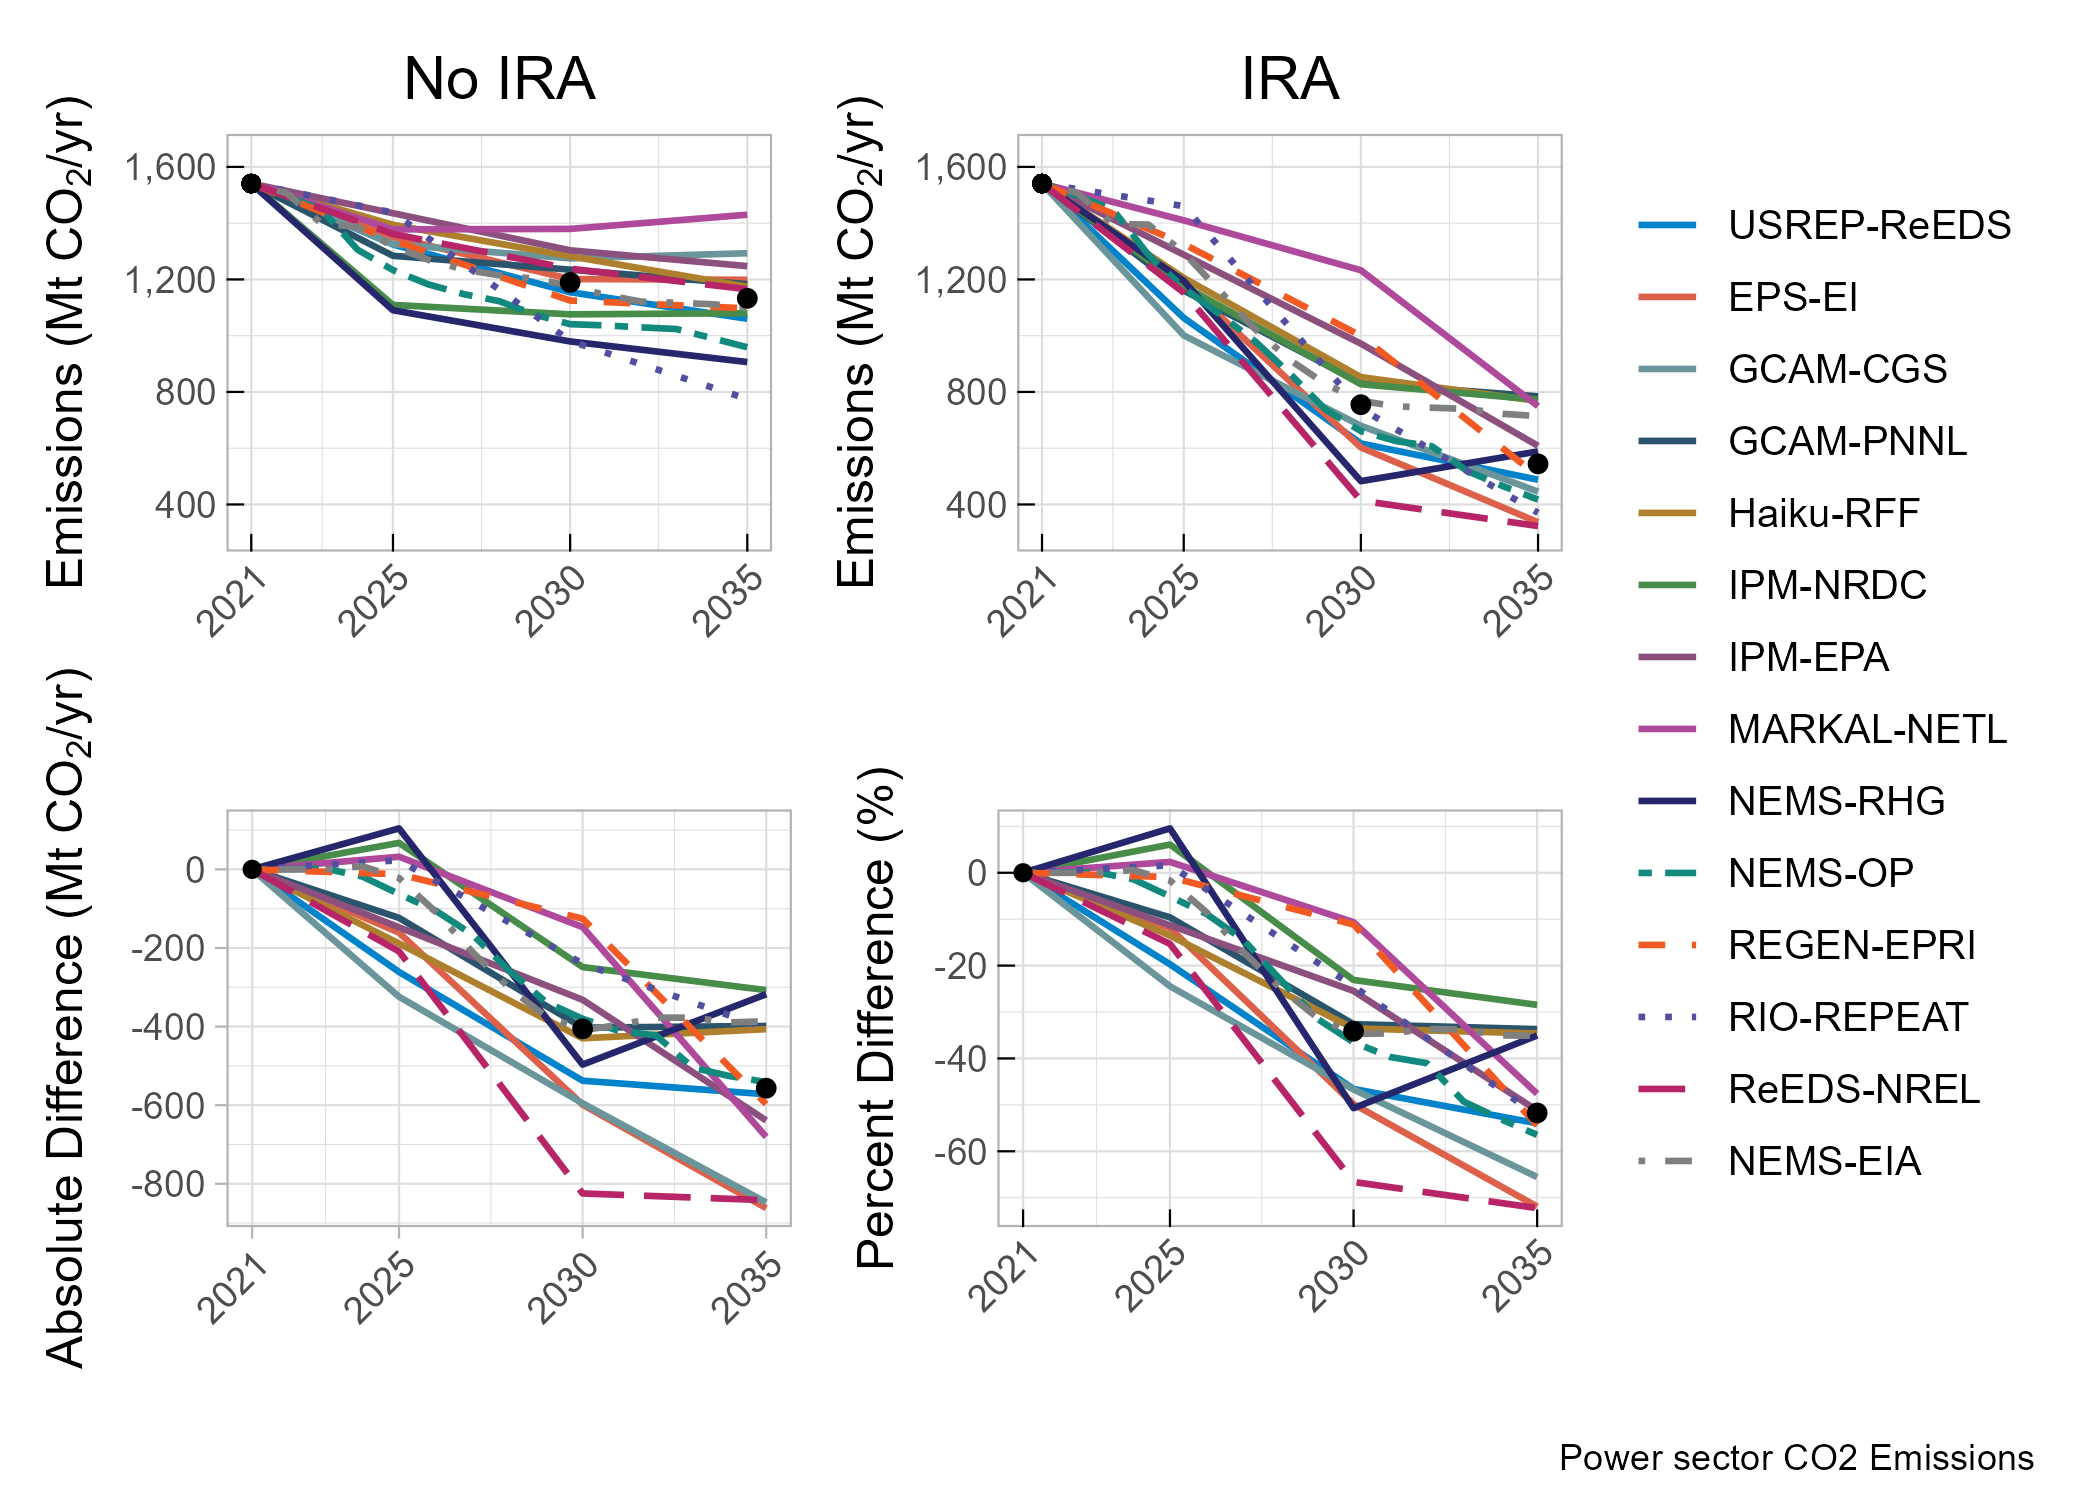 No IRA
IRA
Emissions (Mt CO2/yr)
1,600
1,200
800
400
2021
2025
2030
2035
Emissions (Mt CO2/yr)
1,600
1,200
800
400
2021
2025
2030
2035
Absolute Difference (Mt CO2/yr)
0
-200
-400
-600
-800
2021
2025
2030
2035
Percent Difference (%)
0
-20
-40
-60
2021
2025
2030
2035
USREP-ReEDS
EPS-EI
GCAM-CGS
GCAM-PNNL
Haiku-RFF
IPM-NRDC
IPM-EPA
MARKAL-NETL
NEMS-RHG
NEMS-OP
REGEN-EPRI
RIO-REPEAT
ReEDS-NREL
NEMS-EIA
Power sector CO2 Emissions